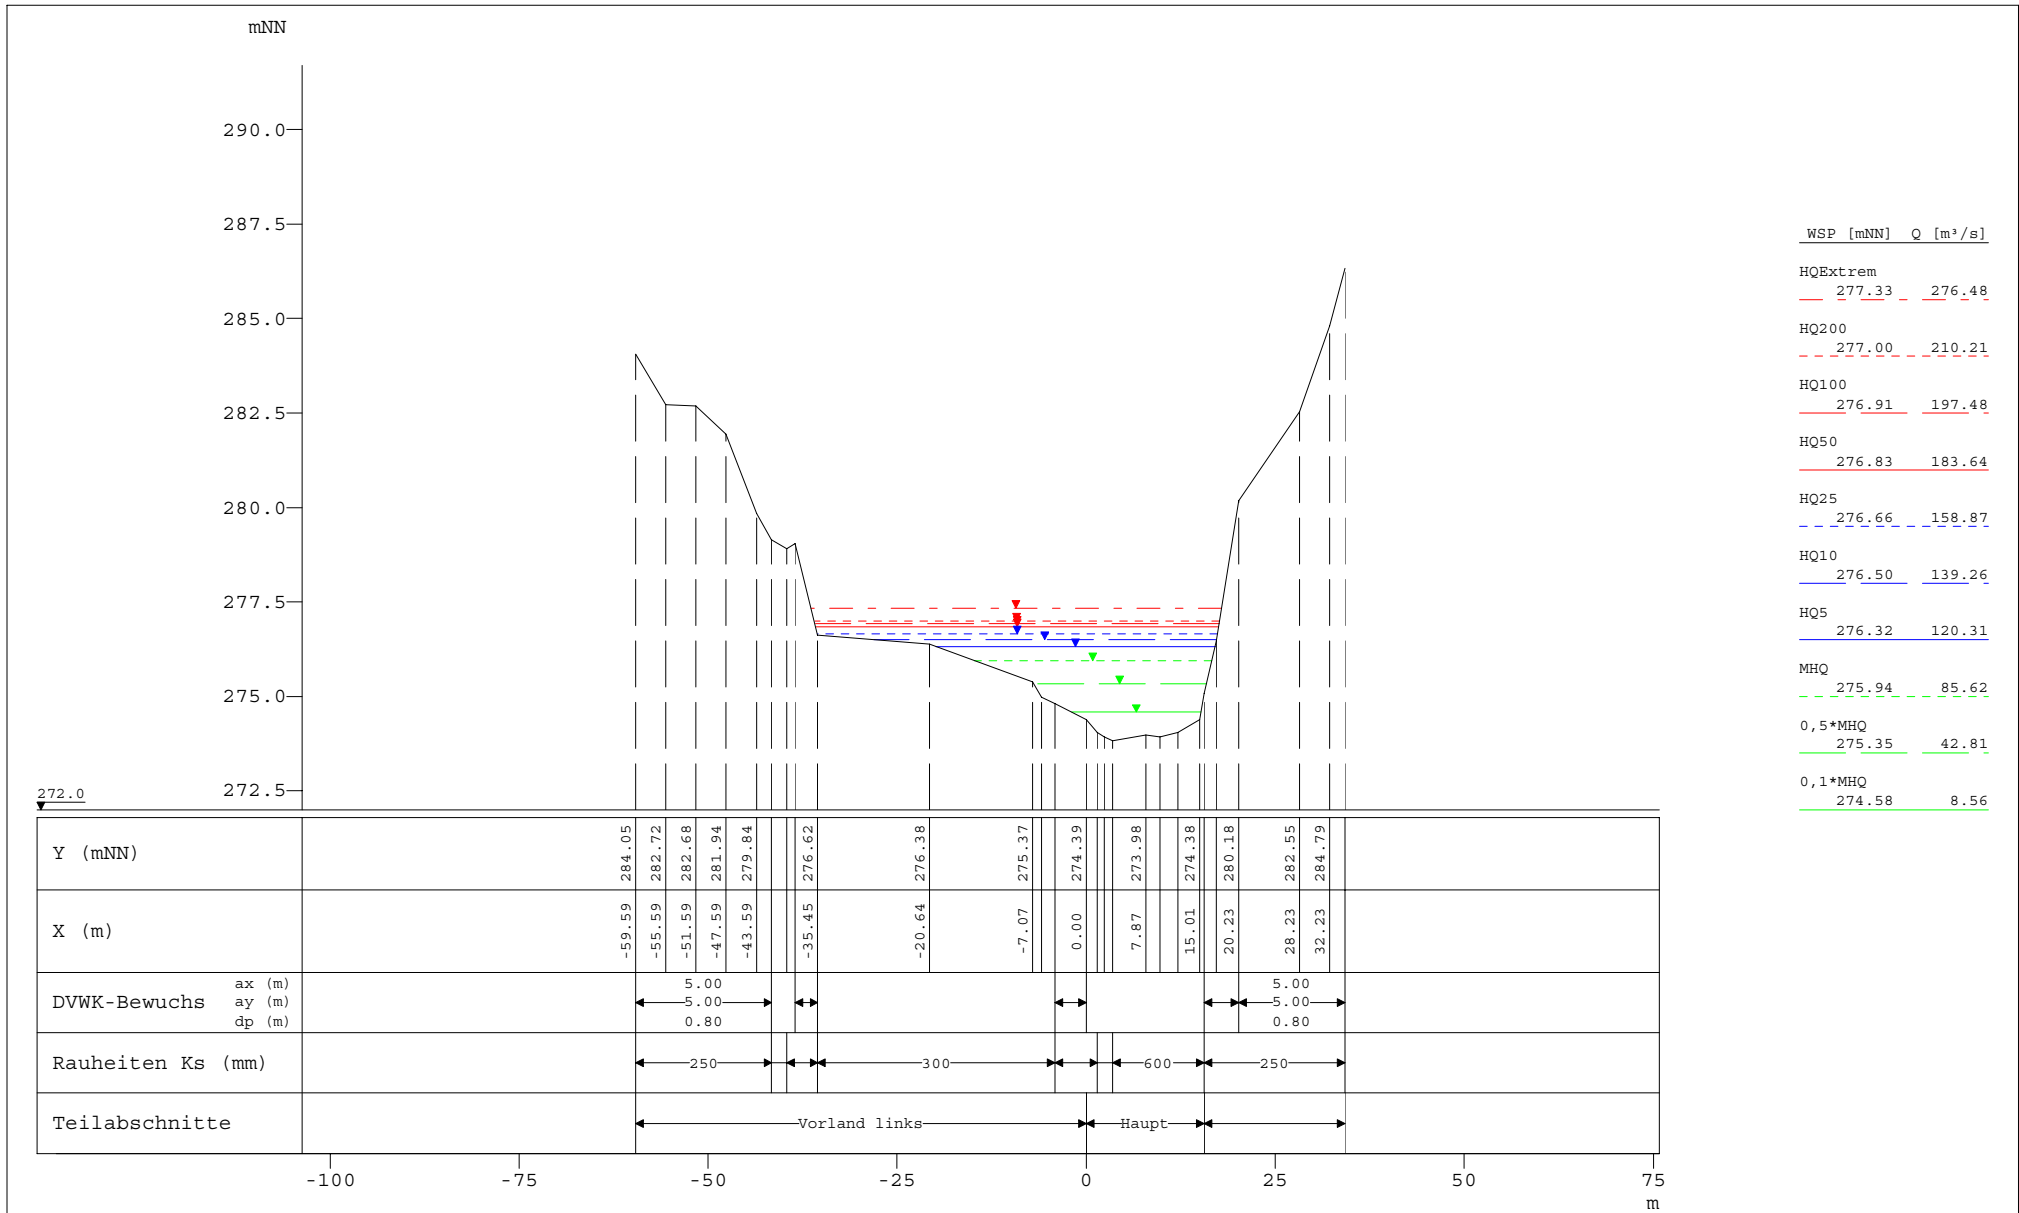 mNN
290.0
287.5
285.0
282.5
280.0
277.5
275.0
272.5
272.0
WSP [mNN] Q [m³/s]
HQExtrem
277.33 276.48
HQ200
277.00 210.21
HQ100
276.91 197.48
HQ50
276.83 183.64
HQ25
276.66 158.87
HQ10
276.50 139.26
HQ5
276.32 120.31
MHQ
275.94 85.62
0,5*MHQ
275.35 42.81
0,1*MHQ
274.58 8.56
Y (mNN) 284.05 282.72 282.68 281.94 279.84 276.62 276.38 275.37 274.39 273.98 274.38 280.18 282.55 284.79
X (m) -59.59 -55.59 -51.59 -47.59 -43.59 -35.45 -20.64 -7.07 0.00 7.87 15.01 20.23 28.23 32.23
ax (m) 5.00 5.00
DVWK-Bewuchs ay (m) 5.00 5.00
dp (m) 0.80 0.80
Rauheiten Ks (mm) 250 300 600 250
Teilabschnitte Vorland links Haupt
-100 -75 -50 -25 0 25 50 75
m